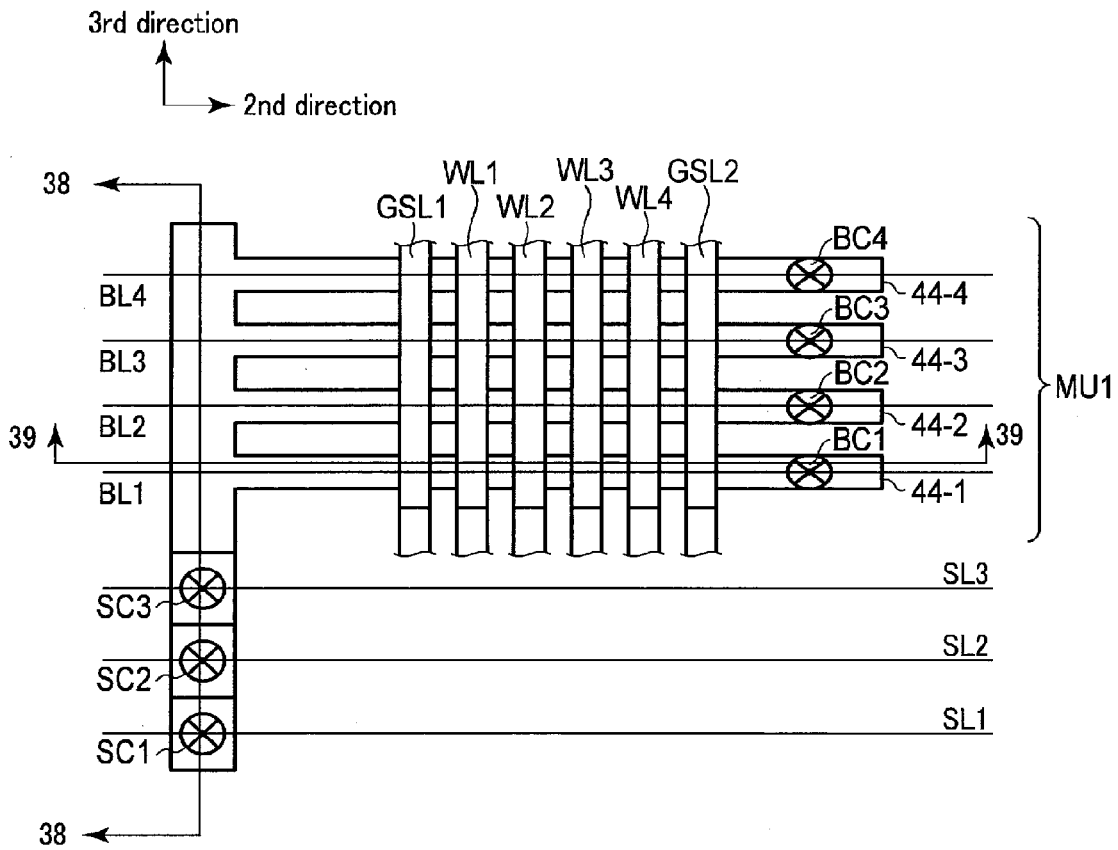 3rd direction
2nd direction
38
WL1
WL3
GSL2
GSL1
WL2
WL4
BC4
BL4
44-4
BC3
BL3
44-3
MU1
BC2
BL2
44-2
39
39
BC1
BL1
44-1
SL3
SC3
SL2
SC2
SL1
SC1
38